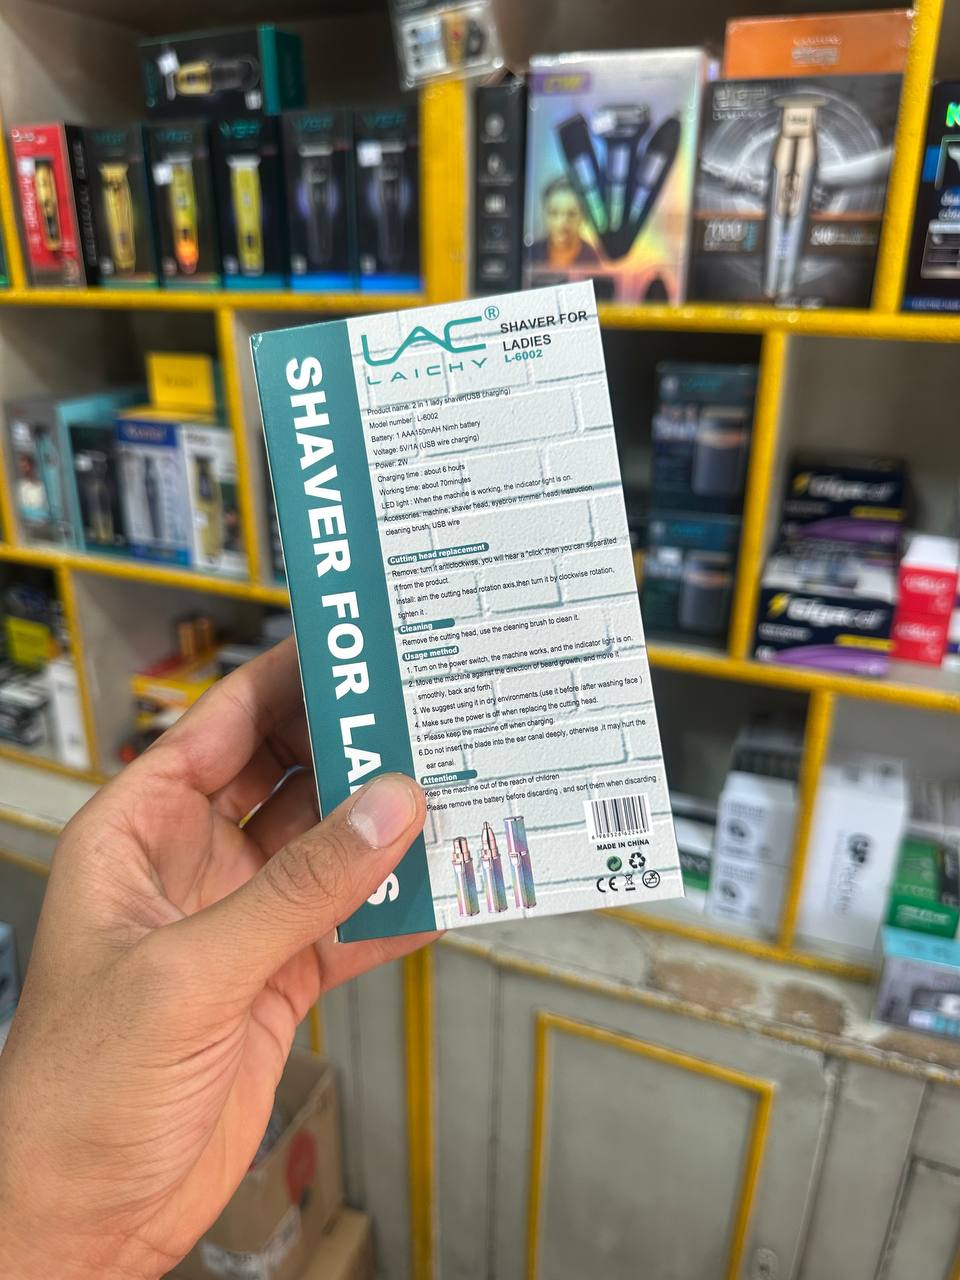 SHAVER FOR LADIES
LAC®
LAICHY
SHAVER FOR
LADIES
L-6002
Product name: 2 in 1 lady shaver(USB charging)
Model number : L-6002
Battery: 1 AAA150mAH Nimh battery
Voltage: 5V/1A (USB wire charging)
Power: 2W
Charging time : about 6 hours
Working time: about 70minutes
LED light : When the machine is working, the indicator light is on.
Accessories: machine, shaver head, eyebrow trimmer head, instruction,
cleaning brush, USB wire
Cutting head replacement
Remove: turn it anticlockwise, you will hear a "click",then you can separated
it from the product.
Install: aim the cutting head rotation axis,then turn it by clockwise rotation,
tighten it .
Cleaning
Remove the cutting head, use the cleaning brush to clean it.
Usage method
1. Turn on the power switch, the machine works, and the indicator light is on.
2. Move the machine against the direction of beard growth, and move it
smoothly, back and forth.
3. We suggest using it in dry environments.(use it before /after washing face )
4. Make sure the power is off when replacing the cutting head.
5. Please keep the machine off when charging.
6.Do not insert the blade into the ear canal deeply, otherwise .it may hurt the
ear canal.
Attention
Keep the machine out of the reach of children
Please remove the battery before discarding , and sort them when discarding .
MADE IN CHINA
CE
VGR
VGR
VGR